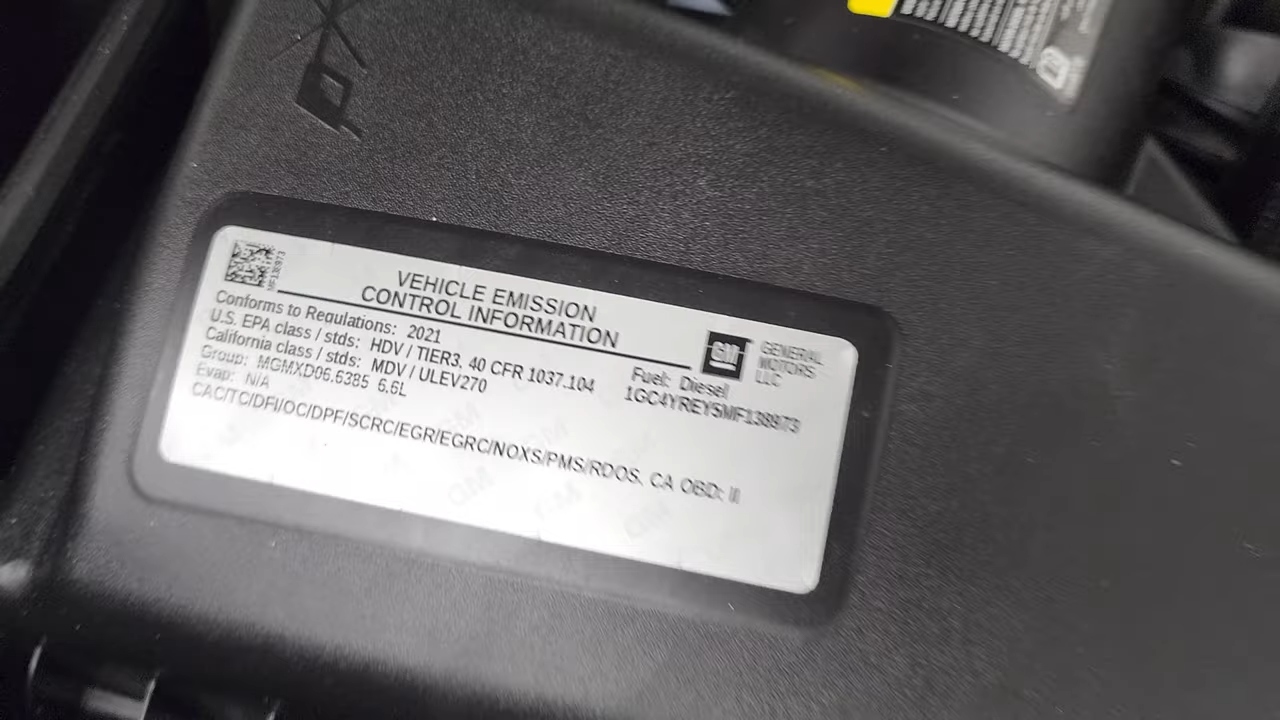 MF138973
VEHICLE EMISSION
CONTROL INFORMATION
Conforms to Regulations: 2021
U.S. EPA class / stds: HDV / TIER3, 40 CFR 1037.104
California class / stds: MDV / ULEV270
Group: MGMXD06.6385 6.6L
Evap: N/A
CAC/TC/DFI/OC/DPF/SCRC/EGR/EGRC/NOXS/PMS/RDQS, CA OBD: II
GM
GENERAL
MOTORS
LLC
Fuel: Diesel
1GC4YREY5MF138973